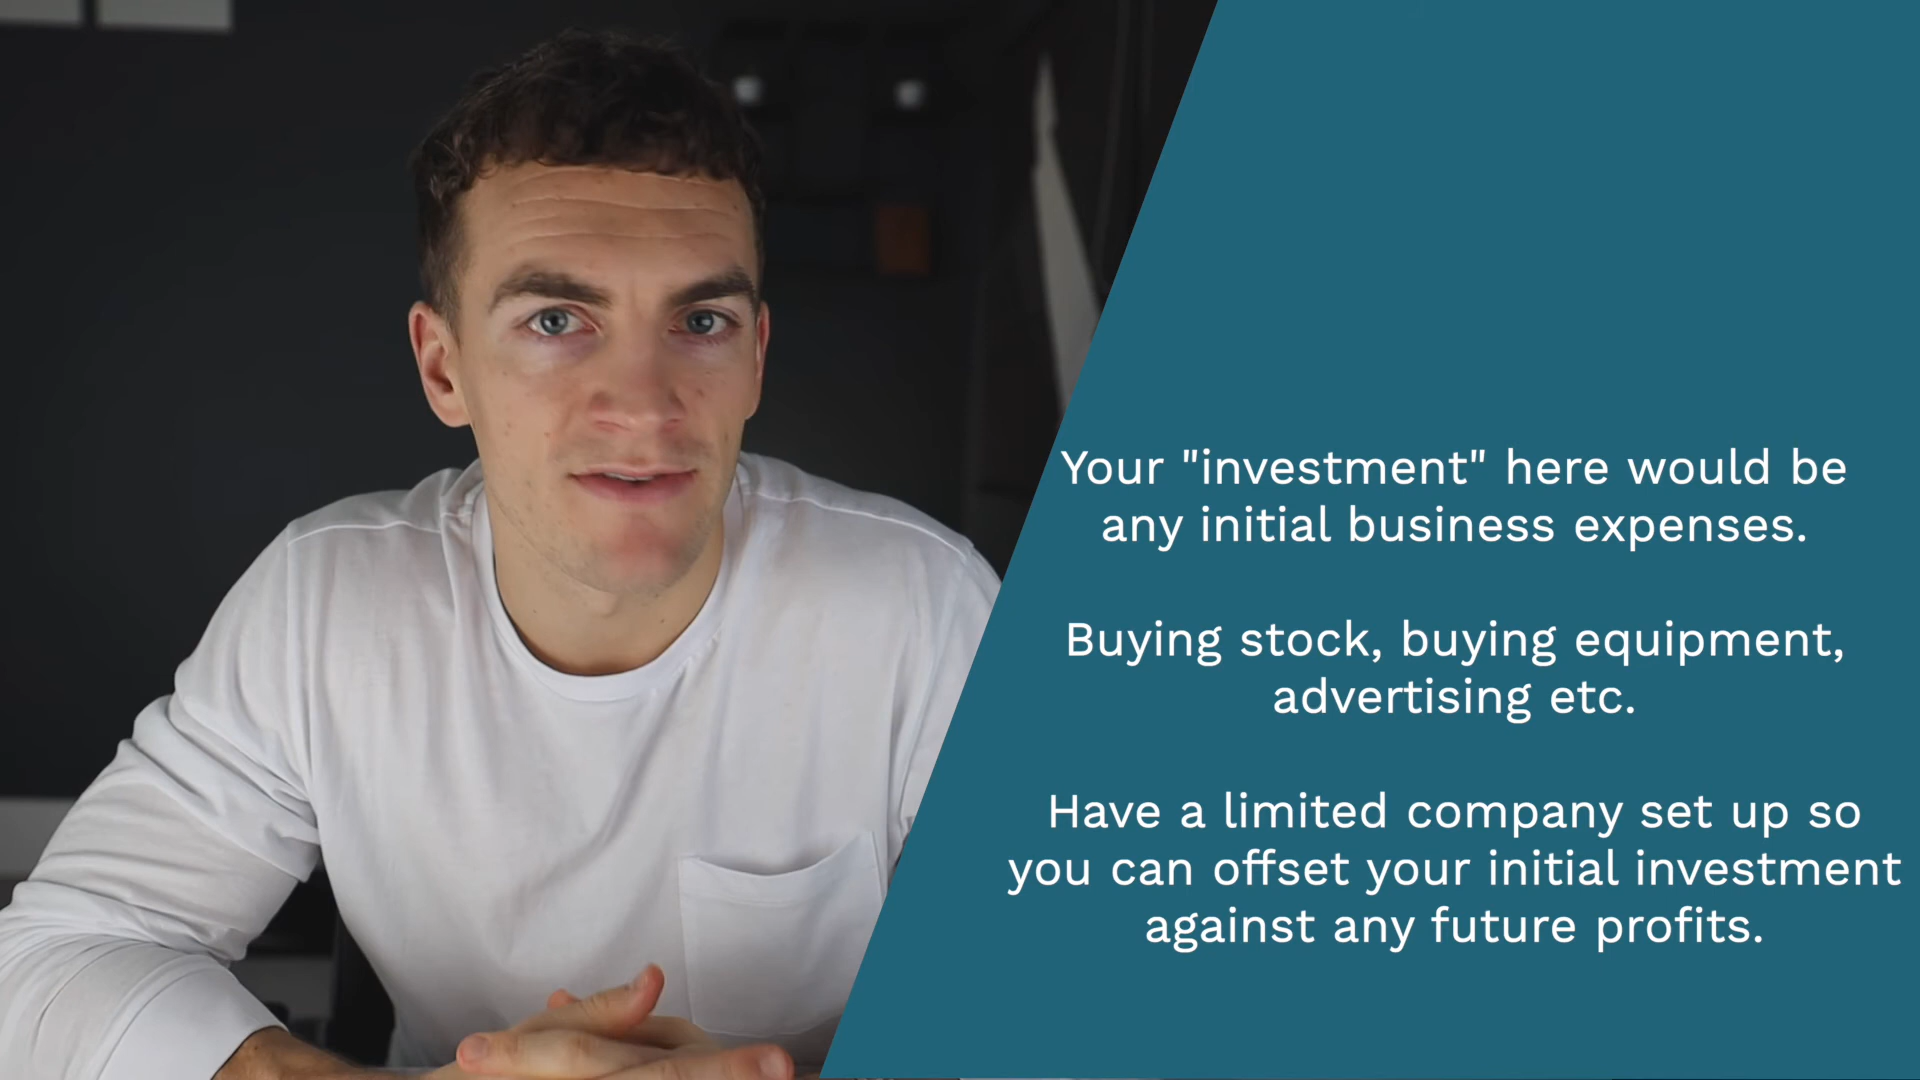 Your "investment" here would be
any initial business expenses.
Buying stock, buying equipment,
advertising etc.
Have a limited company set up so
you can offset your initial investment
against any future profits.